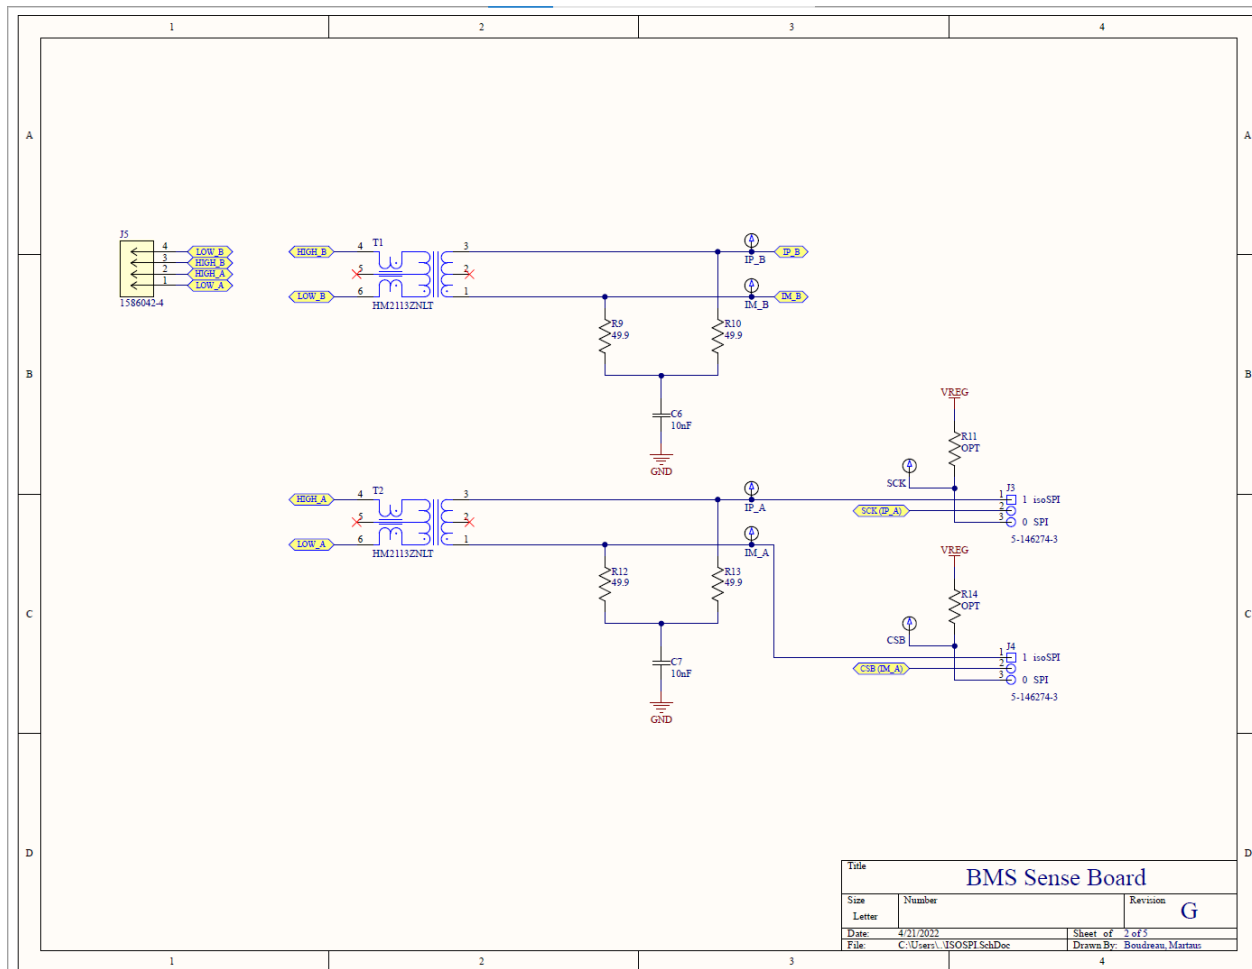 1 2 3 4
A A
J5
4 LOW_B
3 HIGH_B
2 HIGH_A
1 LOW_A
1586042-4
HIGH_B 4 T1 3 IP_B IP_B
5 2
LOW_B 6 1 IM_B IM_B
HM2113ZNLT
R9
49.9
R10
49.9
B B
C6
10nF
GND
VREG
R11
OPT
SCK
HIGH_A 4 T2 3 IP_A
5 2
LOW_A 6 1 IM_A
HM2113ZNLT
J3
1 1 isoSPI
SCK (IP_A) 2
3 0 SPI
5-146274-3
R12
49.9
R13
49.9
VREG
R14
OPT
C C
CSB
C7
10nF
GND
J4
1 1 isoSPI
CSB (IM_A) 2
3 0 SPI
5-146274-3
D D
Title
BMS Sense Board
Size Number Revision
Letter G
Date: 4/21/2022 Sheet of 2 of 5
File: C:\Users\..\ISOSPI.SchDoc Drawn By: Boudreau, Martaus
1 2 3 4